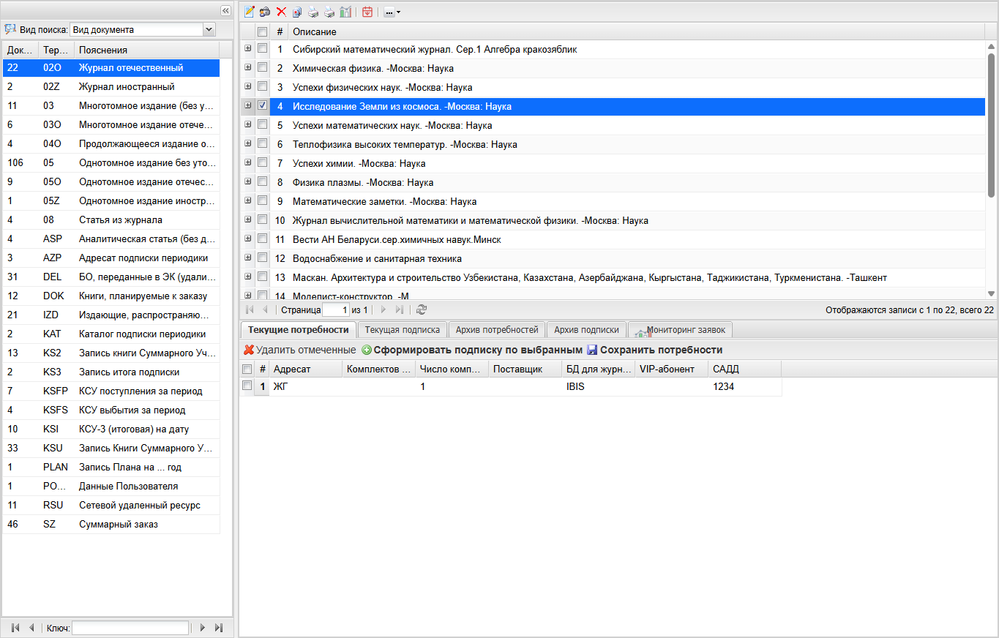 Вид поиска: Вид документа
Док... Тер... Пояснения
22 02O Журнал отечественный
2 02Z Журнал иностранный
11 03 Многотомное издание (без у...
6 03O Многотомное издание отече...
4 04O Продолжающееся издание о...
106 05 Однотомное издание без уто...
9 05O Однотомное издание отечес...
1 05Z Однотомное издание иностр...
4 08 Статья из журнала
4 ASP Аналитическая статья (без д...
3 AZP Адресат подписки периодики
31 DEL БО, переданные в ЭК (удали...
12 DOK Книги, планируемые к заказу
21 IZD Издающие, распространяю...
2 KAT Каталог подписки периодики
13 KS2 Запись книги Суммарного Уч...
2 KS3 Запись итога подписки
7 KSFP КСУ поступления за период
4 KSFS КСУ выбытия за период
10 KSI КСУ-3 (итоговая) на дату
33 KSU Запись Книги Суммарного У...
1 PLAN Запись Плана на ... год
1 PO... Данные Пользователя
11 RSU Сетевой удаленный ресурс
46 SZ Суммарный заказ
Ключ:
# Описание
1 Сибирский математический журнал. Сер.1 Алгебра кракозяблик
2 Химическая физика. -Москва: Наука
3 Успехи физических наук. -Москва: Наука
4 Исследование Земли из космоса. -Москва: Наука
5 Успехи математических наук. -Москва: Наука
6 Теплофизика высоких температур. -Москва: Наука
7 Успехи химии. -Москва: Наука
8 Физика плазмы. -Москва: Наука
9 Математические заметки. -Москва: Наука
10 Журнал вычислительной математики и математической физики. -Москва: Наука
11 Вести АН Беларуси.сер.химичных навук.Минск
12 Водоснабжение и санитарная техника
13 Маскан. Архитектура и строительство Узбекистана, Казахстана, Азербайджана, Кыргыстана, Таджикистана, Туркменистана. -Ташкент
14 Моделист-конструктор. -М
Страница 1 из 1 Отображаются записи с 1 по 22, всего 22
Текущие потребности Текущая подписка Архив потребностей Архив подписки Мониторинг заявок
Удалить отмеченные Сформировать подписку по выбранным Сохранить потребности
# Адресат Комплектов ... Число комп... Поставщик БД для журн... VIP-абонент САДД
1 ЖГ 1 IBIS 1234